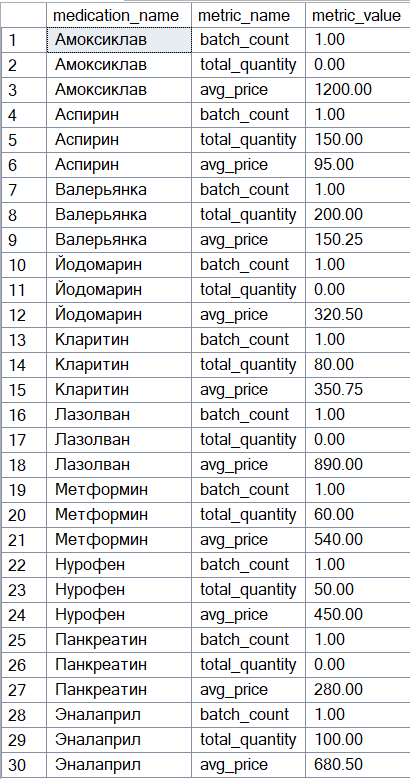 medication_name metric_name metric_value
1 Амоксиклав batch_count 1.00
2 Амоксиклав total_quantity 0.00
3 Амоксиклав avg_price 1200.00
4 Аспирин batch_count 1.00
5 Аспирин total_quantity 150.00
6 Аспирин avg_price 95.00
7 Валерьянка batch_count 1.00
8 Валерьянка total_quantity 200.00
9 Валерьянка avg_price 150.25
10 Йодомарин batch_count 1.00
11 Йодомарин total_quantity 0.00
12 Йодомарин avg_price 320.50
13 Кларитин batch_count 1.00
14 Кларитин total_quantity 80.00
15 Кларитин avg_price 350.75
16 Лазолван batch_count 1.00
17 Лазолван total_quantity 0.00
18 Лазолван avg_price 890.00
19 Метформин batch_count 1.00
20 Метформин total_quantity 60.00
21 Метформин avg_price 540.00
22 Нурофен batch_count 1.00
23 Нурофен total_quantity 50.00
24 Нурофен avg_price 450.00
25 Панкреатин batch_count 1.00
26 Панкреатин total_quantity 0.00
27 Панкреатин avg_price 280.00
28 Эналаприл batch_count 1.00
29 Эналаприл total_quantity 100.00
30 Эналаприл avg_price 680.50